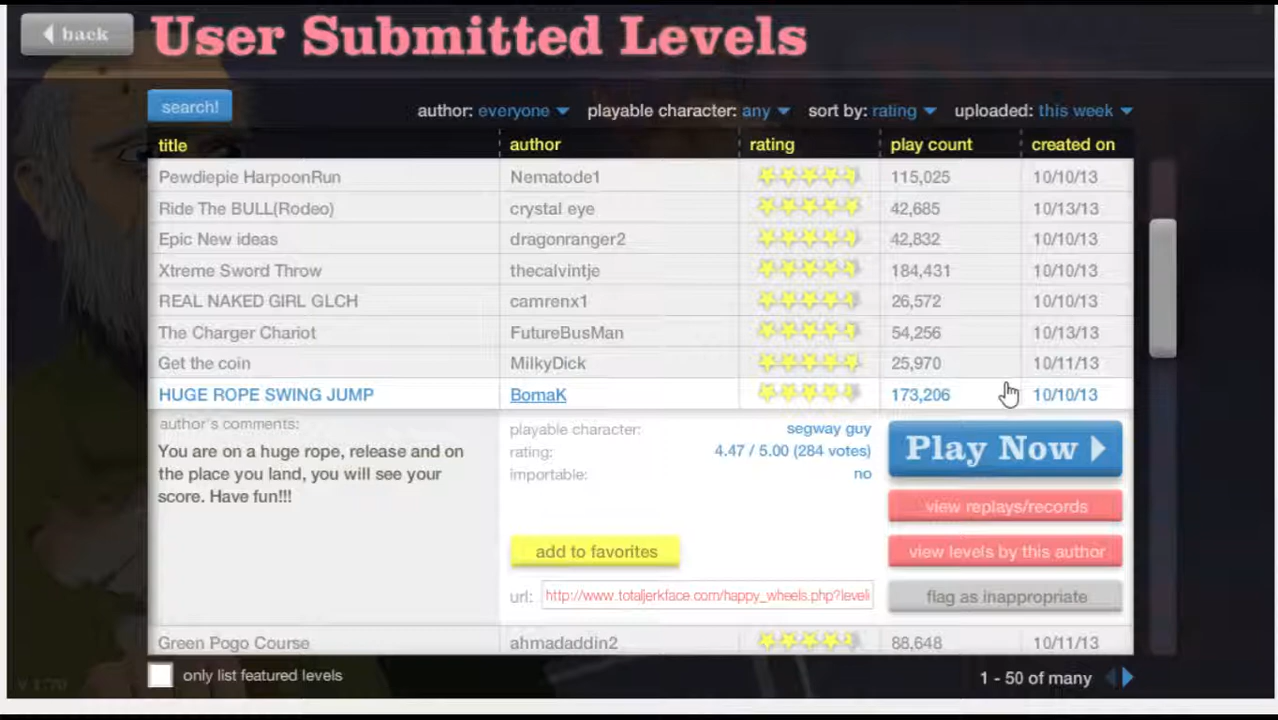 back
User Submitted Levels
search!
author: everyone playable character: any sort by: rating uploaded: this week
title author rating play count created on
Pewdiepie HarpoonRun Nematode1 115,025 10/10/13
Ride The BULL(Rodeo) crystal eye 42,685 10/13/13
Epic New ideas dragonranger2 42,832 10/10/13
Xtreme Sword Throw thecalvintje 184,431 10/10/13
REAL NAKED GIRL GLCH camrenx1 26,572 10/10/13
The Charger Chariot FutureBusMan 54,256 10/13/13
Get the coin MilkyDick 25,970 10/11/13
HUGE ROPE SWING JUMP BomaK 173,206 10/10/13
author's comments:
You are on a huge rope, release and on
the place you land, you will see your
score. Have fun!!!
playable character: segway guy
rating: 4.47 / 5.00 (284 votes)
importable: no
add to favorites
url: http://www.totaljerkface.com/happy_wheels.php?leveli
Play Now
view replays/records
view levels by this author
flag as inappropriate
Green Pogo Course ahmadaddin2 88,648 10/11/13
only list featured levels
1 - 50 of many